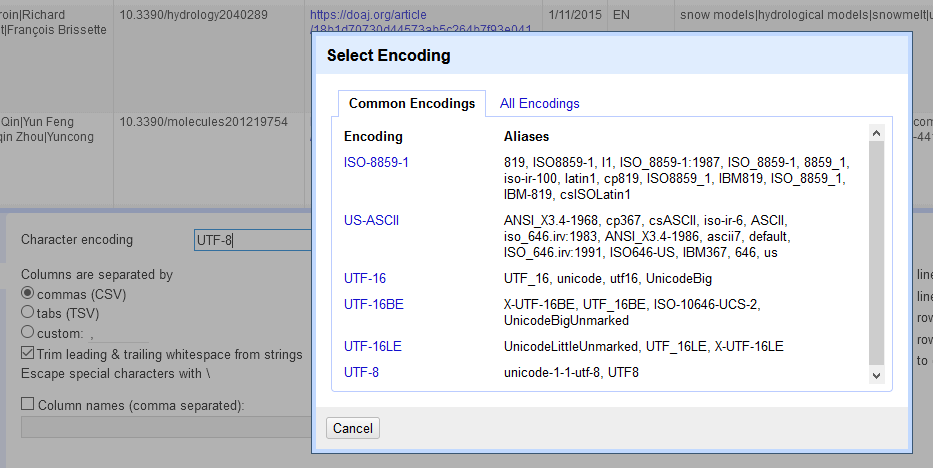 roin|Richard
t|François Brissette
10.3390/hydrology2040289
https://doaj.org/article
/18b1d70730d44573ab5c264b7f93e041
1/11/2015
EN
snow models|hydrological models|snowmelt|u
Qin|Yun Feng
qin Zhou|Yuncong
10.3390/molecules201219754
com
-44
Select Encoding
Common Encodings
All Encodings
Encoding
Aliases
ISO-8859-1
819, ISO8859-1, l1, ISO_8859-1:1987, ISO_8859-1, 8859_1,
iso-ir-100, latin1, cp819, ISO8859_1, IBM819, ISO_8859_1,
IBM-819, csISOLatin1
US-ASCII
ANSI_X3.4-1968, cp367, csASCII, iso-ir-6, ASCII,
iso_646.irv:1983, ANSI_X3.4-1986, ascii7, default,
ISO_646.irv:1991, ISO646-US, IBM367, 646, us
UTF-16
UTF_16, unicode, utf16, UnicodeBig
UTF-16BE
X-UTF-16BE, UTF_16BE, ISO-10646-UCS-2,
UnicodeBigUnmarked
UTF-16LE
UnicodeLittleUnmarked, UTF_16LE, X-UTF-16LE
UTF-8
unicode-1-1-utf-8, UTF8
Cancel
Character encoding
UTF-8
Columns are separated by
commas (CSV)
tabs (TSV)
custom: ,
Trim leading & trailing whitespace from strings
Escape special characters with \
Column names (comma separated):
line
line
row
row
to